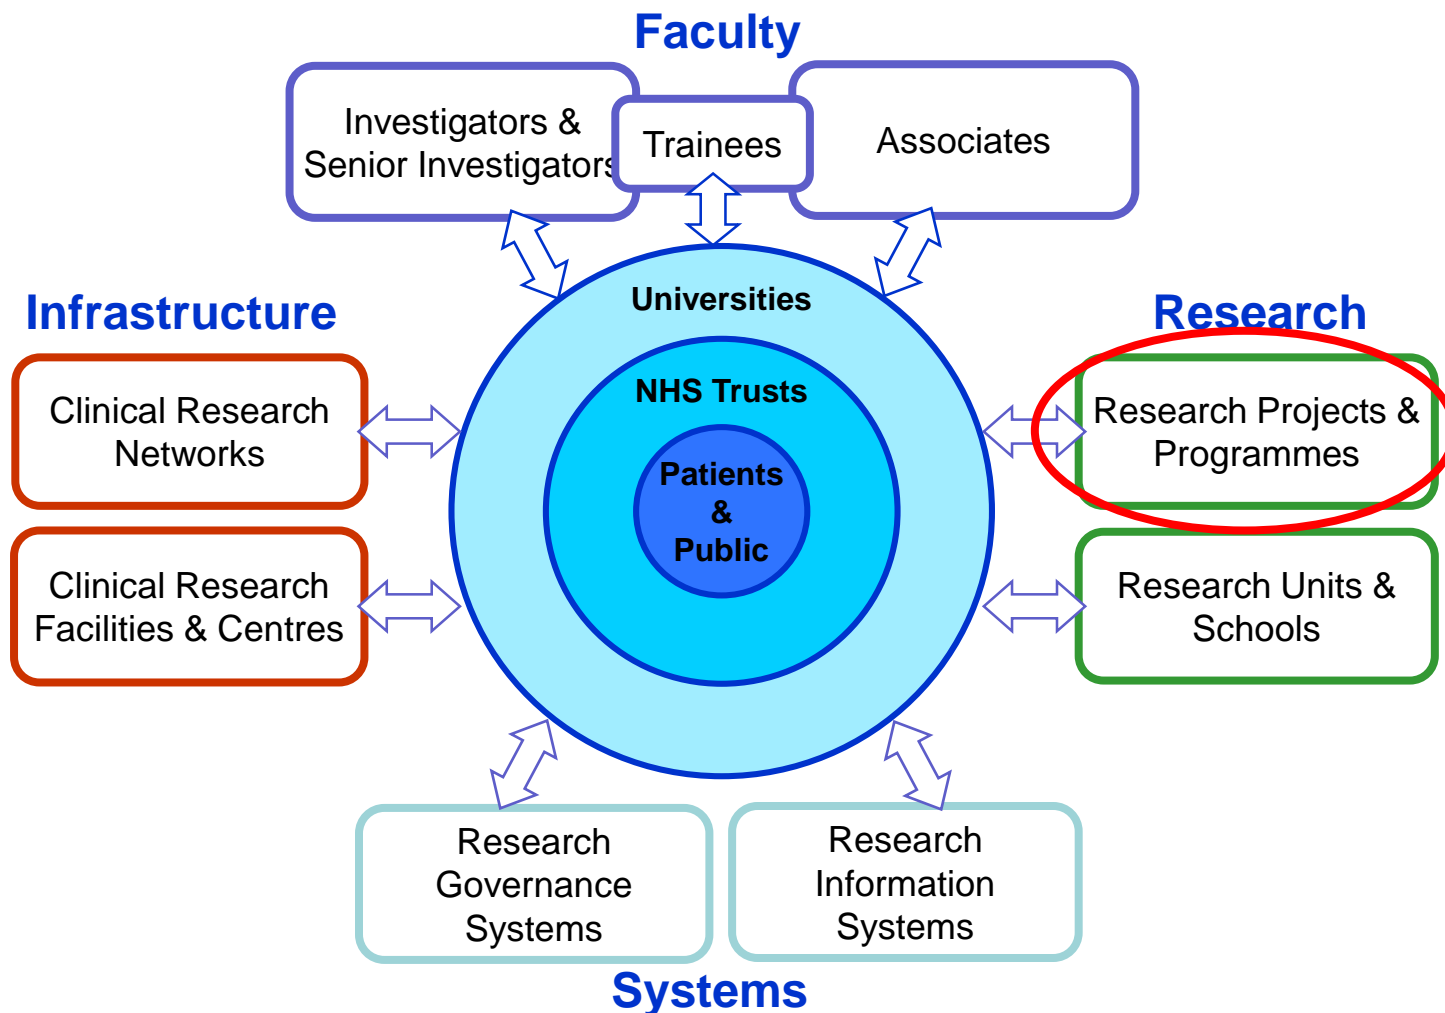 Faculty
Investigators &
Senior Investigators
Trainees
Associates
Infrastructure
Clinical Research
Networks
Clinical Research
Facilities & Centres
Universities
NHS Trusts
Patients
&
Public
Research
Research Projects &
Programmes
Research Units &
Schools
Research
Governance
Systems
Research
Information
Systems
Systems